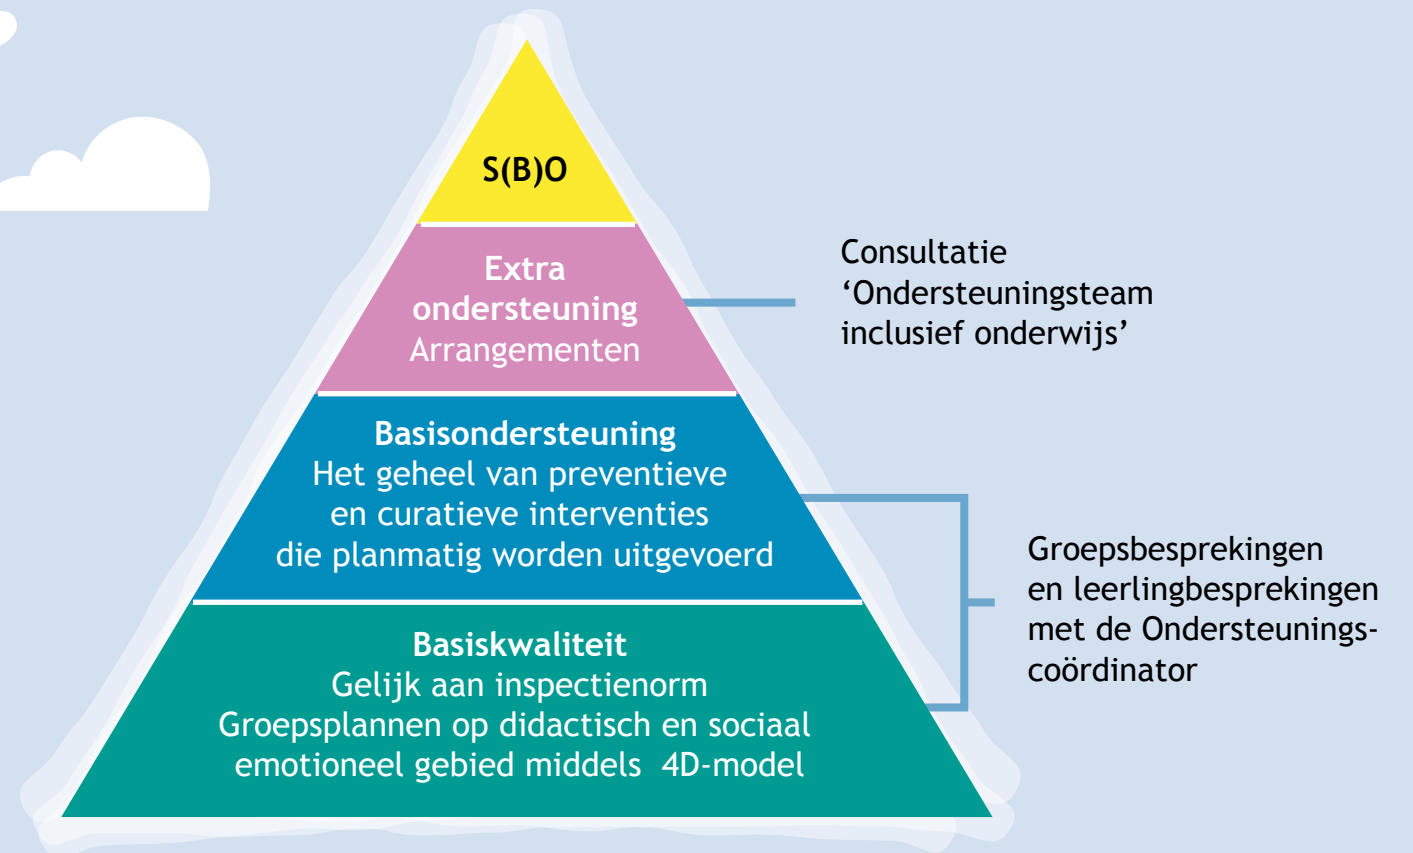 S(B)O
Extra
ondersteuning
Arrangementen
Consultatie
‘Ondersteuningsteam
inclusief onderwijs’
Basisondersteuning
Het geheel van preventieve
en curatieve interventies
die planmatig worden uitgevoerd
Groepsbesprekingen
en leerlingbesprekingen
met de Ondersteunings-
coördinator
Basiskwaliteit
Gelijk aan inspectienorm
Groepsplannen op didactisch en sociaal
emotioneel gebied middels 4D-model